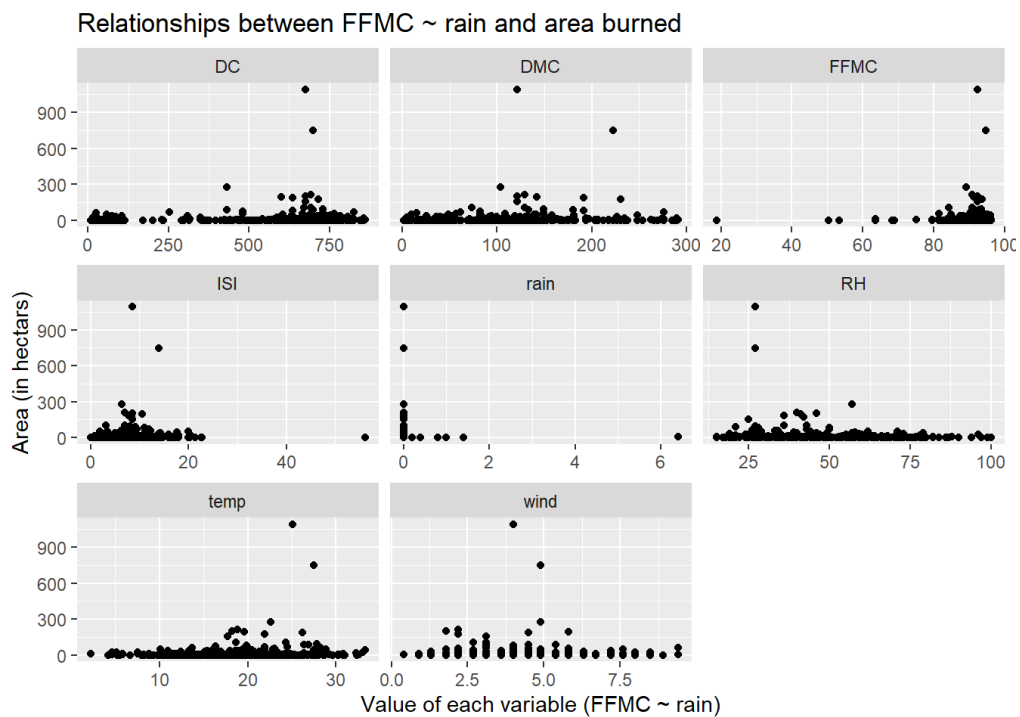 Relationships between FFMC ~ rain and area burned
DC DMC FFMC
900
600
300
0
0 250 500 750 0 100 200 300 20 40 60 80 100
ISI rain RH
900
600
300
0
0 20 40 0 2 4 6 25 50 75 100
temp wind
900
600
300
0
10 20 30 0.0 2.5 5.0 7.5
Area (in hectars)
Value of each variable (FFMC ~ rain)